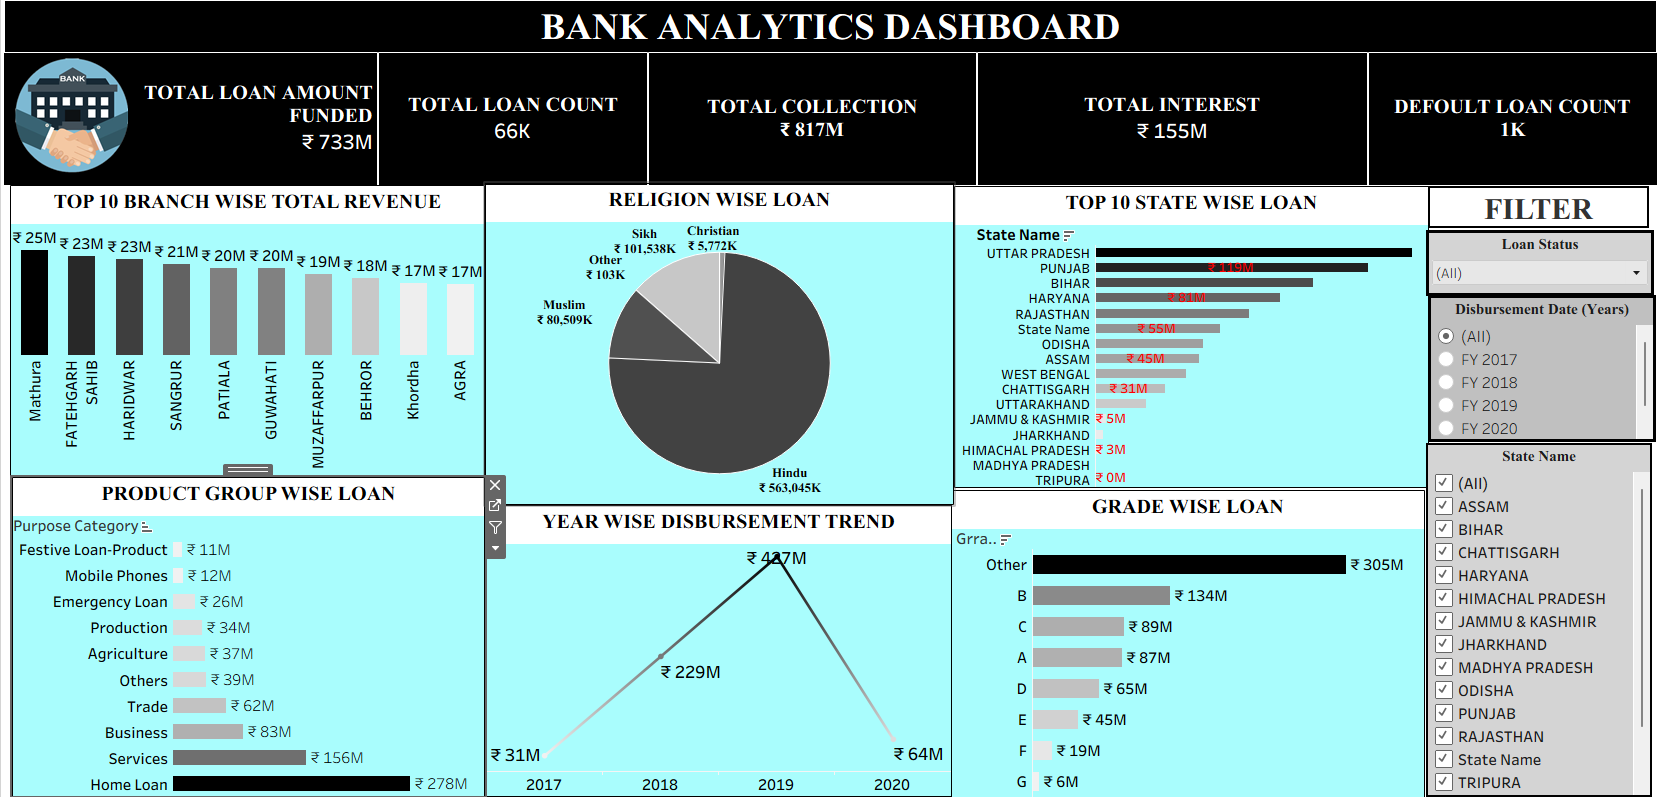 BANK ANALYTICS DASHBOARD
BANK
TOTAL LOAN AMOUNT
FUNDED
₹ 733M
TOTAL LOAN COUNT
66K
TOTAL COLLECTION
₹ 817M
TOTAL INTEREST
₹ 155M
DEFOULT LOAN COUNT
1K
TOP 10 BRANCH WISE TOTAL REVENUE
₹ 25M ₹ 23M ₹ 23M ₹ 21M ₹ 20M ₹ 20M ₹ 19M ₹ 18M ₹ 17M ₹ 17M
Mathura
FATEHGARH
SAHIB
HARIDWAR
SANGRUR
PATIALA
GUWAHATI
MUZAFFARPUR
BEHROR
Khordha
AGRA
RELIGION WISE LOAN
Christian
₹ 5,772K
Sikh
₹ 101,538K
Other
₹ 103K
Muslim
₹ 80,509K
Hindu
₹ 563,045K
TOP 10 STATE WISE LOAN
State Name
UTTAR PRADESH
PUNJAB ₹ 119M
BIHAR
HARYANA ₹ 81M
RAJASTHAN
State Name ₹ 55M
ODISHA
ASSAM ₹ 45M
WEST BENGAL
CHATTISGARH ₹ 31M
UTTARAKHAND
JAMMU & KASHMIR ₹ 5M
JHARKHAND
HIMACHAL PRADESH ₹ 3M
MADHYA PRADESH
TRIPURA ₹ 0M
FILTER
Loan Status
(All)
Disbursement Date (Years)
(All)
FY 2017
FY 2018
FY 2019
FY 2020
State Name
(All)
ASSAM
BIHAR
CHATTISGARH
HARYANA
HIMACHAL PRADESH
JAMMU & KASHMIR
JHARKHAND
MADHYA PRADESH
ODISHA
PUNJAB
RAJASTHAN
State Name
TRIPURA
PRODUCT GROUP WISE LOAN
Purpose Category
Festive Loan-Product ₹ 11M
Mobile Phones ₹ 12M
Emergency Loan ₹ 26M
Production ₹ 34M
Agriculture ₹ 37M
Others ₹ 39M
Trade ₹ 62M
Business ₹ 83M
Services ₹ 156M
Home Loan ₹ 278M
YEAR WISE DISBURSEMENT TREND
₹ 427M
₹ 229M
₹ 31M
₹ 64M
2017 2018 2019 2020
GRADE WISE LOAN
Grra..
Other ₹ 305M
B ₹ 134M
C ₹ 89M
A ₹ 87M
D ₹ 65M
E ₹ 45M
F ₹ 19M
G ₹ 6M